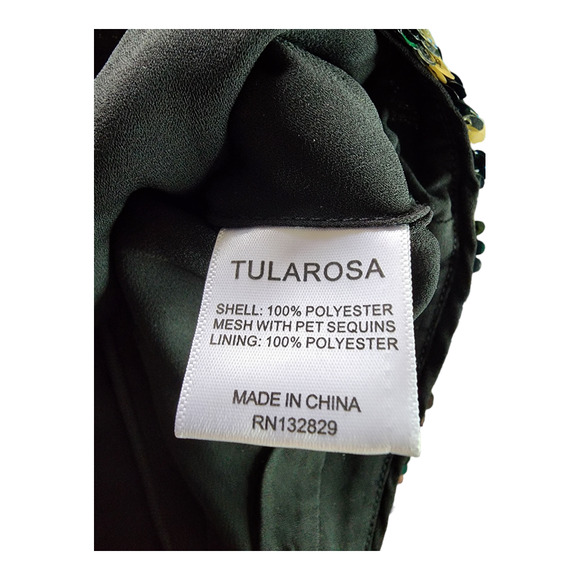 TULAROSA
SHELL: 100% POLYESTER
MESH WITH PET SEQUINS
LINING: 100% POLYESTER
MADE IN CHINA
RN132829